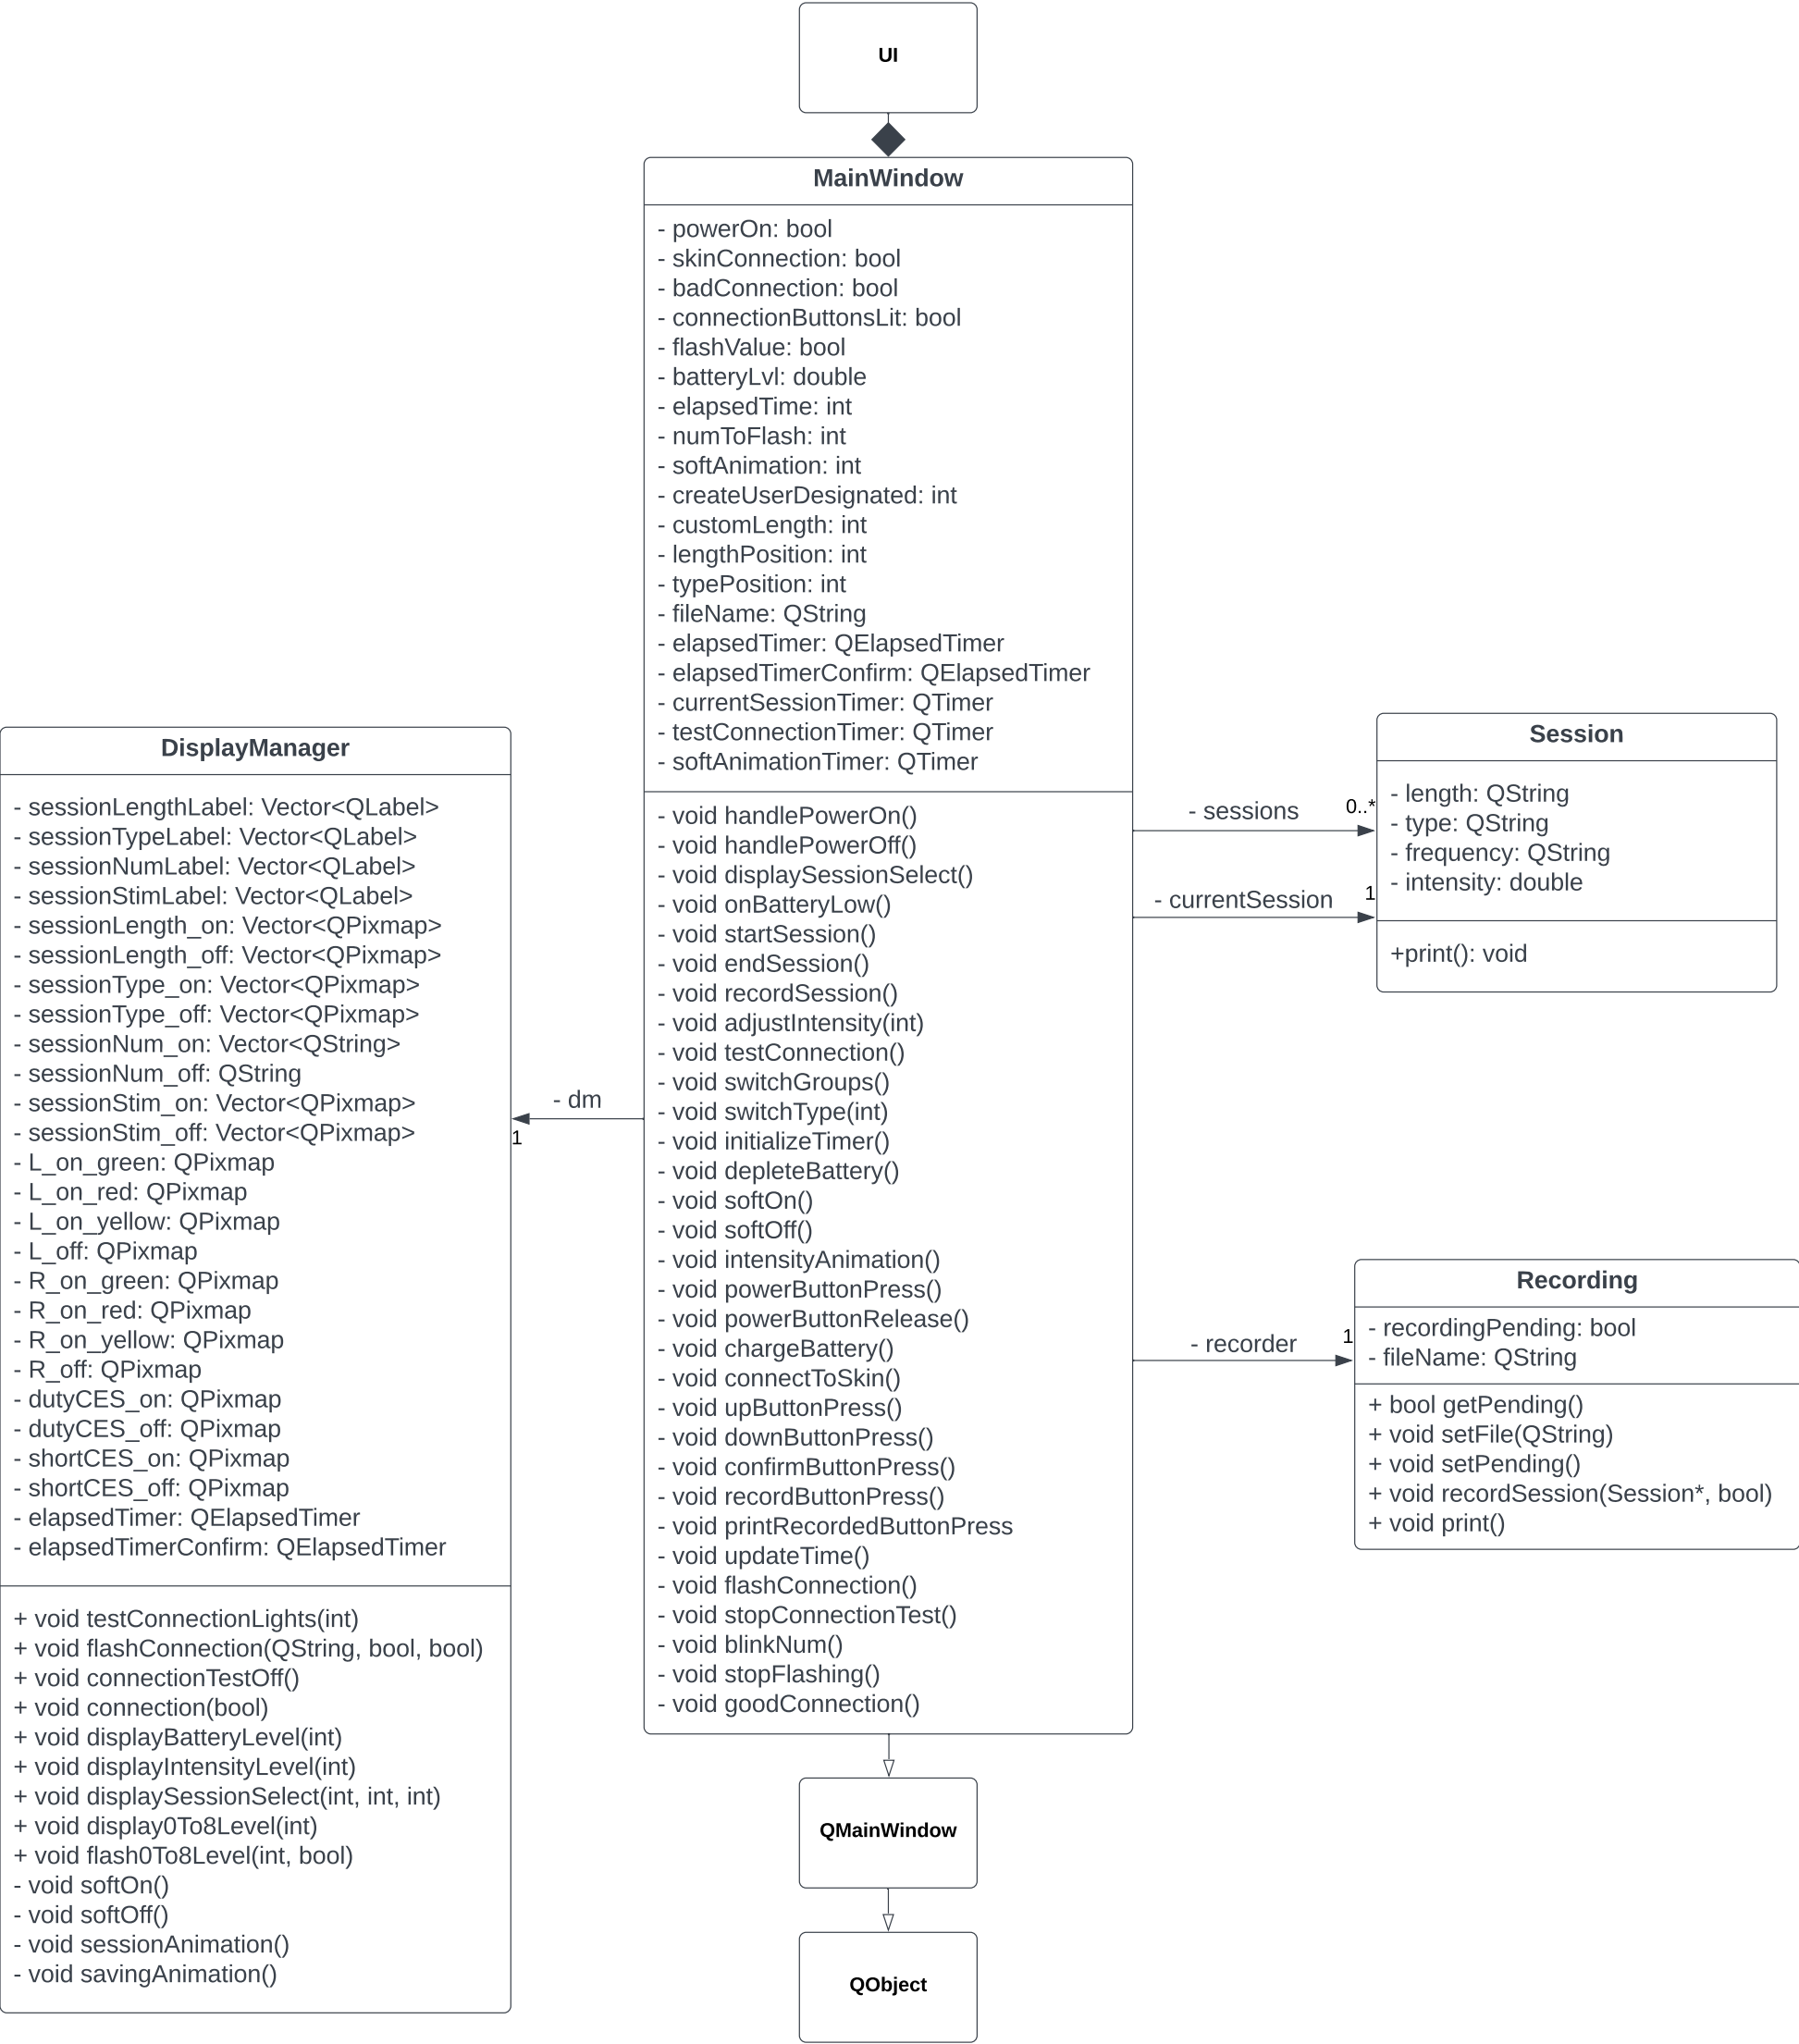 UI
MainWindow
- powerOn: bool
- skinConnection: bool
- badConnection: bool
- connectionButtonsLit: bool
- flashValue: bool
- batteryLvl: double
- elapsedTime: int
- numToFlash: int
- softAnimation: int
- createUserDesignated: int
- customLength: int
- lengthPosition: int
- typePosition: int
- fileName: QString
- elapsedTimer: QElapsedTimer
- elapsedTimerConfirm: QElapsedTimer
- currentSessionTimer: QTimer
- testConnectionTimer: QTimer
- softAnimationTimer: QTimer
- void handlePowerOn()
- void handlePowerOff()
- void displaySessionSelect()
- void onBatteryLow()
- void startSession()
- void endSession()
- void recordSession()
- void adjustIntensity(int)
- void testConnection()
- void switchGroups()
- void switchType(int)
- void initializeTimer()
- void depleteBattery()
- void softOn()
- void softOff()
- void intensityAnimation()
- void powerButtonPress()
- void powerButtonRelease()
- void chargeBattery()
- void connectToSkin()
- void upButtonPress()
- void downButtonPress()
- void confirmButtonPress()
- void recordButtonPress()
- void printRecordedButtonPress
- void updateTime()
- void flashConnection()
- void stopConnectionTest()
- void blinkNum()
- void stopFlashing()
- void goodConnection()
DisplayManager
- sessionLengthLabel: Vector<QLabel>
- sessionTypeLabel: Vector<QLabel>
- sessionNumLabel: Vector<QLabel>
- sessionStimLabel: Vector<QLabel>
- sessionLength_on: Vector<QPixmap>
- sessionLength_off: Vector<QPixmap>
- sessionType_on: Vector<QPixmap>
- sessionType_off: Vector<QPixmap>
- sessionNum_on: Vector<QString>
- sessionNum_off: QString
- sessionStim_on: Vector<QPixmap>
- sessionStim_off: Vector<QPixmap>
- L_on_green: QPixmap
- L_on_red: QPixmap
- L_on_yellow: QPixmap
- L_off: QPixmap
- R_on_green: QPixmap
- R_on_red: QPixmap
- R_on_yellow: QPixmap
- R_off: QPixmap
- dutyCES_on: QPixmap
- dutyCES_off: QPixmap
- shortCES_on: QPixmap
- shortCES_off: QPixmap
- elapsedTimer: QElapsedTimer
- elapsedTimerConfirm: QElapsedTimer
+ void testConnectionLights(int)
+ void flashConnection(QString, bool, bool)
+ void connectionTestOff()
+ void connection(bool)
+ void displayBatteryLevel(int)
+ void displayIntensityLevel(int)
+ void displaySessionSelect(int, int, int)
+ void display0To8Level(int)
+ void flash0To8Level(int, bool)
- void softOn()
- void softOff()
- void sessionAnimation()
- void savingAnimation()
- dm
1
- sessions
0..*
- currentSession
1
Session
- length: QString
- type: QString
- frequency: QString
- intensity: double
+print(): void
- recorder
1
Recording
- recordingPending: bool
- fileName: QString
+ bool getPending()
+ void setFile(QString)
+ void setPending()
+ void recordSession(Session*, bool)
+ void print()
QMainWindow
QObject